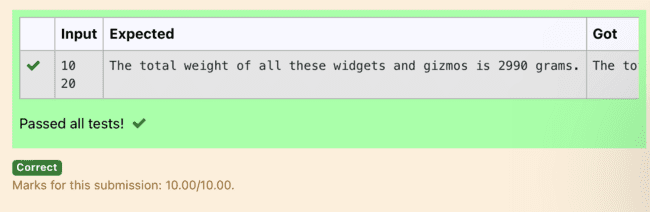 Input Expected Got
10 The total weight of all these widgets and gizmos is 2990 grams. The to
20
Passed all tests!
Correct
Marks for this submission: 10.00/10.00.